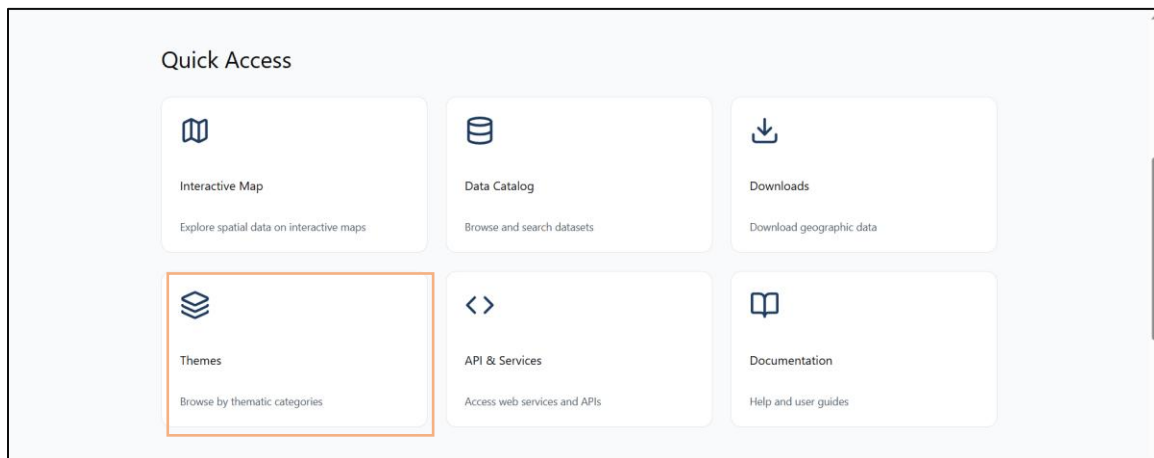 Quick Access
Interactive Map
Explore spatial data on interactive maps
Data Catalog
Browse and search datasets
Downloads
Download geographic data
Themes
Browse by thematic categories
API & Services
Access web services and APIs
Documentation
Help and user guides